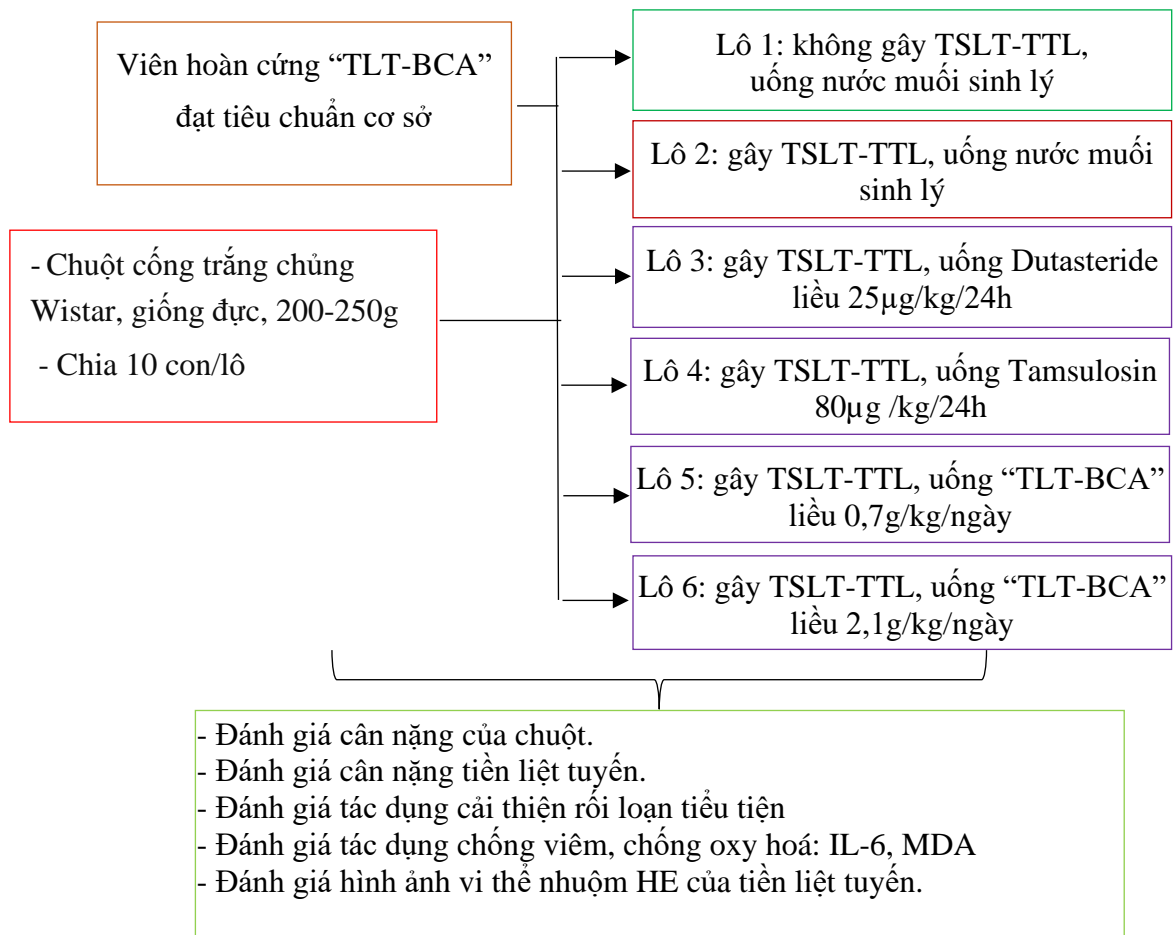 Viên hoàn cứng “TLT-BCA”
đạt tiêu chuẩn cơ sở
- Chuột cống trắng chủng
Wistar, giống đực, 200-250g
- Chia 10 con/lô
Lô 1: không gây TSLT-TTL,
uống nước muối sinh lý
Lô 2: gây TSLT-TTL, uống nước muối
sinh lý
Lô 3: gây TSLT-TTL, uống Dutasteride
liều 25µg/kg/24h
Lô 4: gây TSLT-TTL, uống Tamsulosin
80µg /kg/24h
Lô 5: gây TSLT-TTL, uống “TLT-BCA”
liều 0,7g/kg/ngày
Lô 6: gây TSLT-TTL, uống “TLT-BCA”
liều 2,1g/kg/ngày
- Đánh giá cân nặng của chuột.
- Đánh giá cân nặng tiền liệt tuyến.
- Đánh giá tác dụng cải thiện rối loạn tiểu tiện
- Đánh giá tác dụng chống viêm, chống oxy hoá: IL-6, MDA
- Đánh giá hình ảnh vi thể nhuộm HE của tiền liệt tuyến.